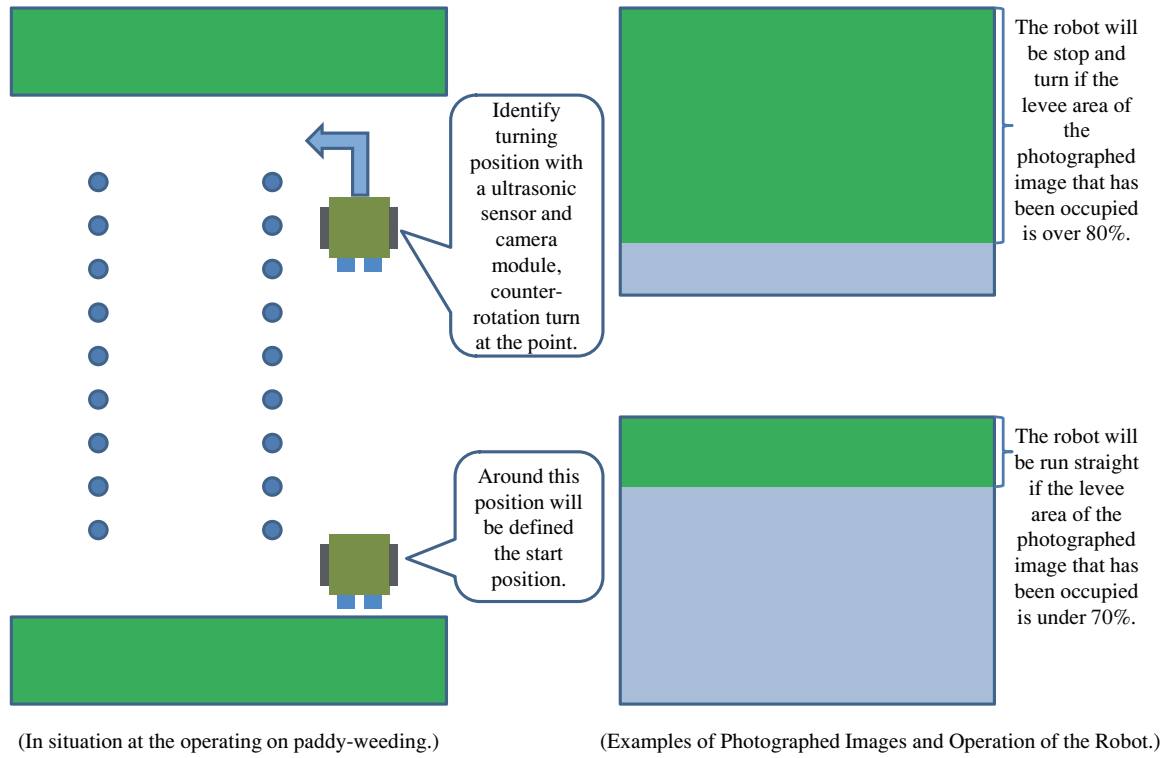 Identify
turning
position with
a ultrasonic
sensor and
camera
module,
counter-
rotation turn
at the point.
Around this
position will
be defined
the start
position.
(In situation at the operating on paddy-weeding.)
The robot will
be stop and
turn if the
levee area of
the
photographed
image that has
been occupied
is over 80%.
The robot will
be run straight
if the levee
area of the
photographed
image that has
been occupied
is under 70%.
(Examples of Photographed Images and Operation of the Robot.)